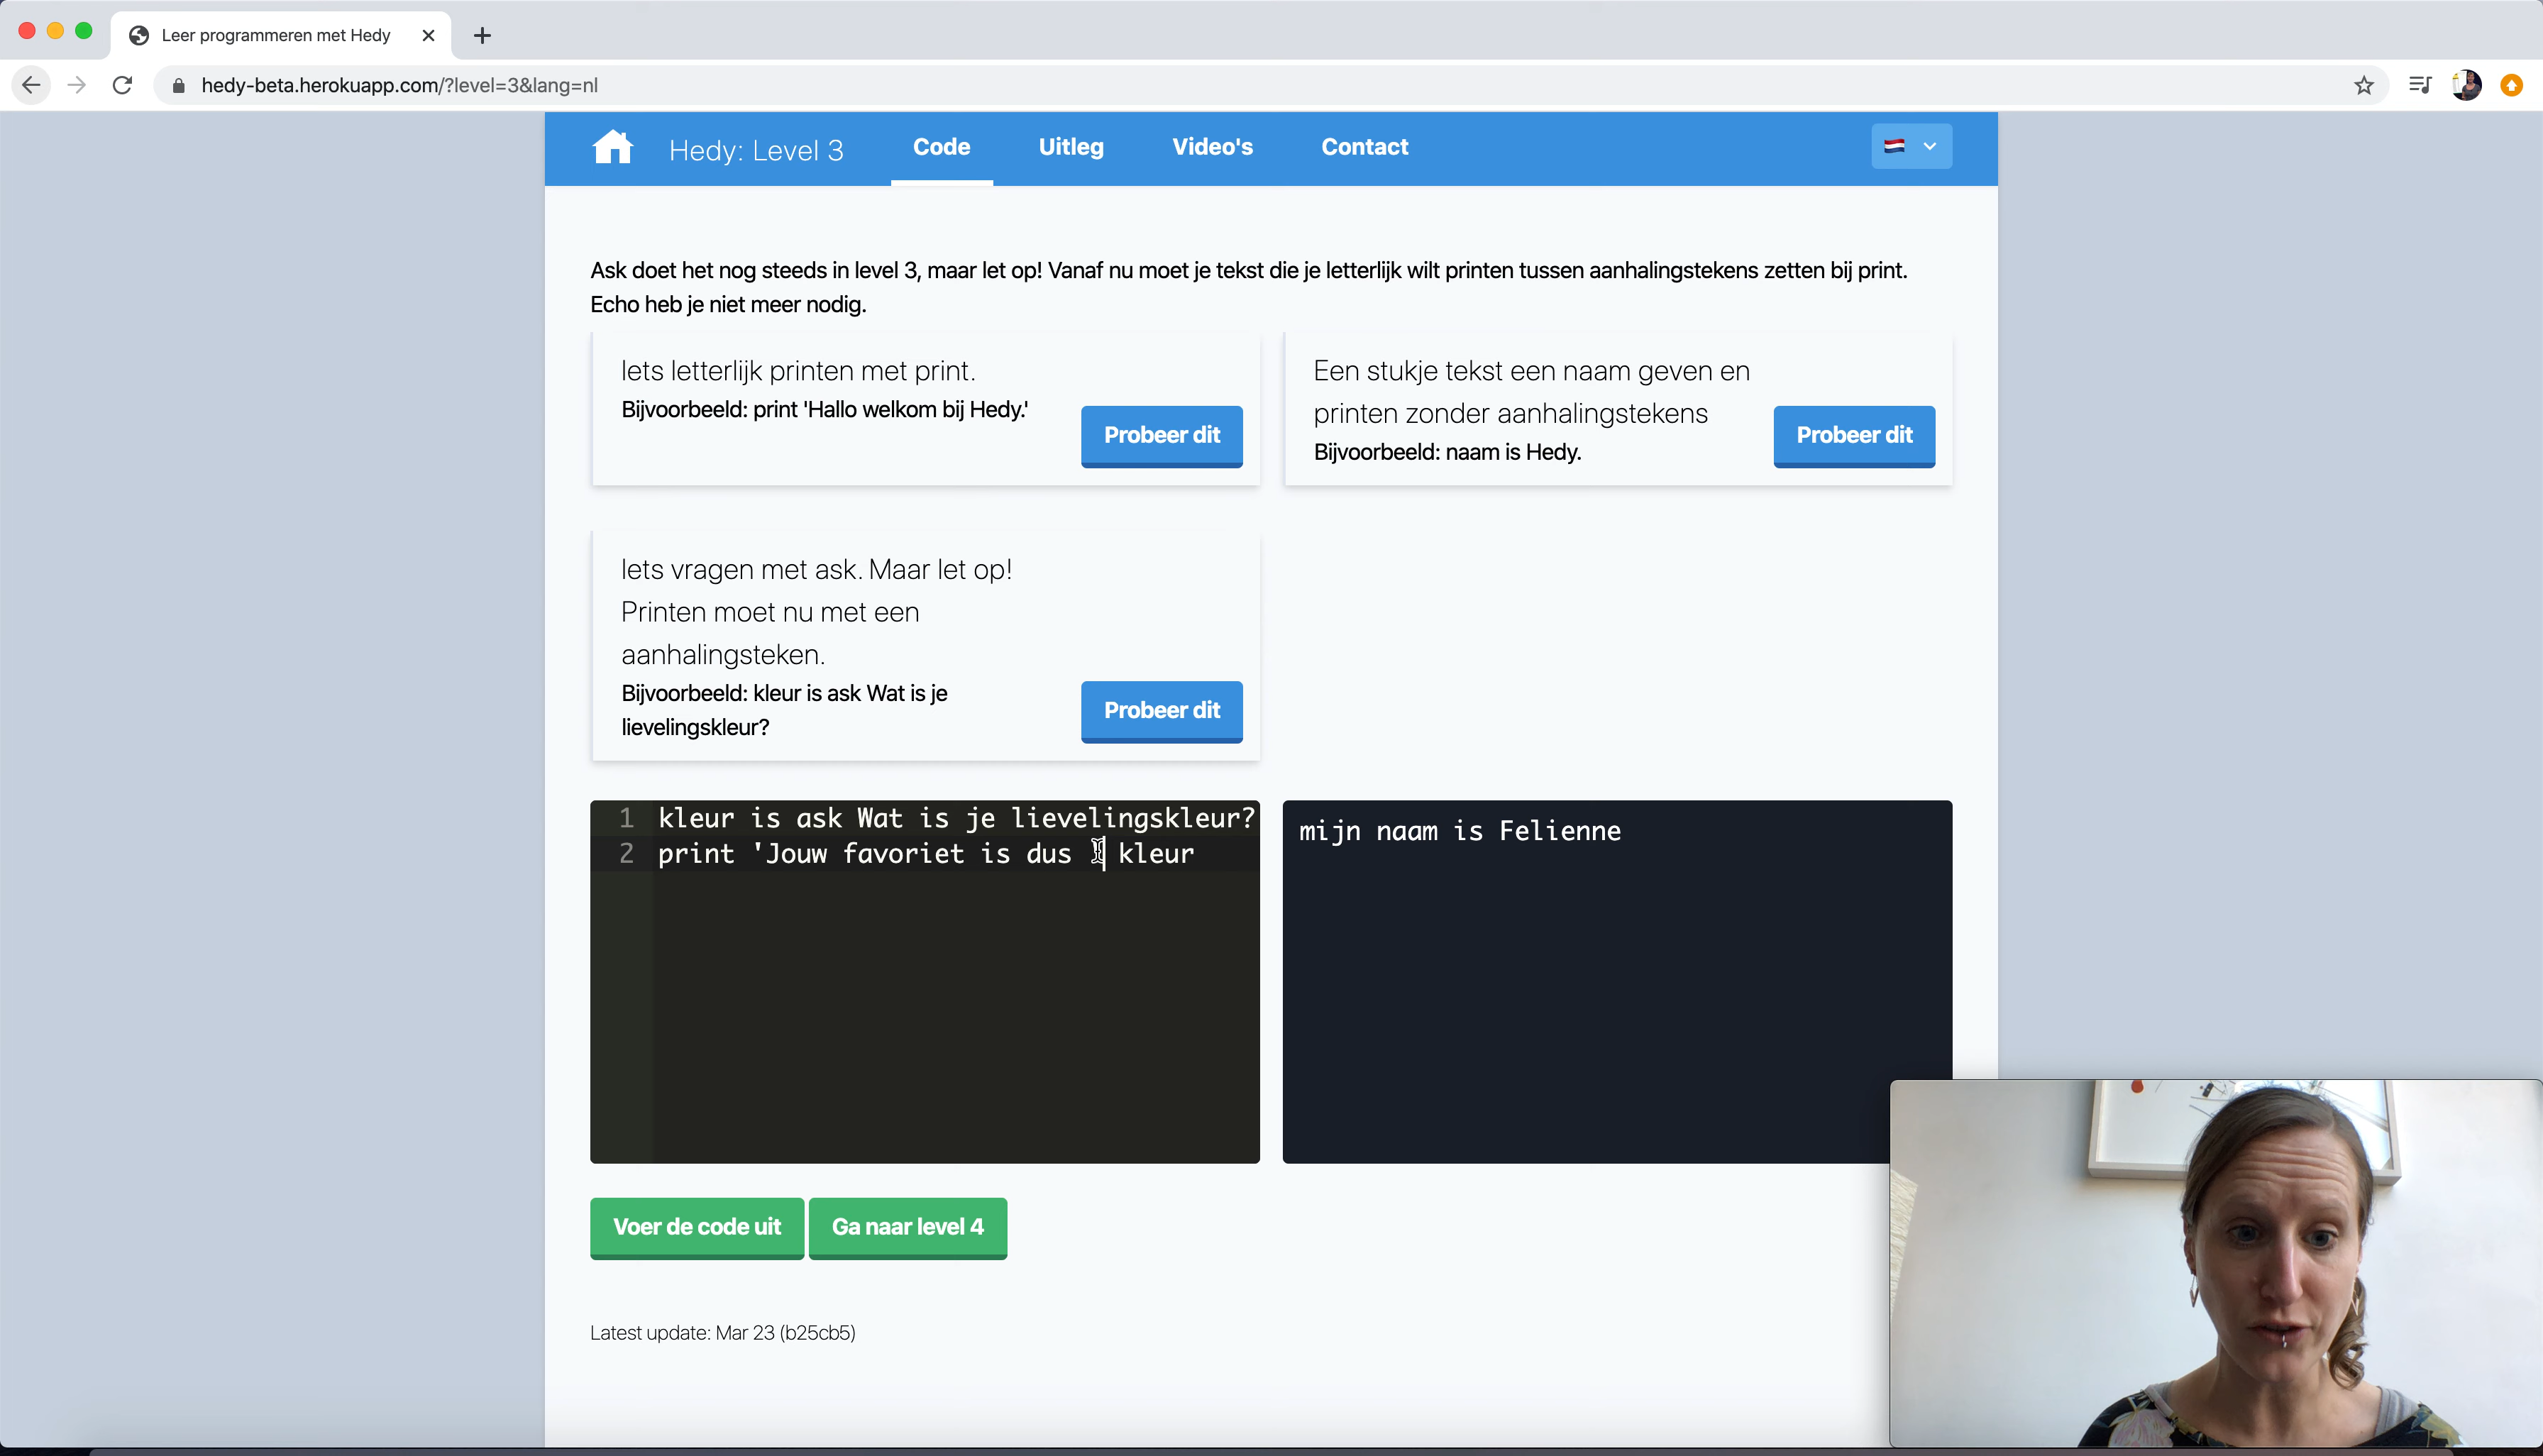 Leer programmeren met Hedy
hedy-beta.herokuapp.com/?level=3&lang=nl
Hedy: Level 3 Code Uitleg Video's Contact
Ask doet het nog steeds in level 3, maar let op! Vanaf nu moet je tekst die je letterlijk wilt printen tussen aanhalingstekens zetten bij print.
Echo heb je niet meer nodig.
Iets letterlijk printen met print.
Bijvoorbeeld: print 'Hallo welkom bij Hedy.'
Probeer dit
Een stukje tekst een naam geven en
printen zonder aanhalingstekens
Bijvoorbeeld: naam is Hedy.
Probeer dit
Iets vragen met ask. Maar let op!
Printen moet nu met een
aanhalingsteken.
Bijvoorbeeld: kleur is ask Wat is je
lievelingskleur?
Probeer dit
1 kleur is ask Wat is je lievelingskleur?
2 print 'Jouw favoriet is dus kleur
mijn naam is Felienne
Voer de code uit
Ga naar level 4
Latest update: Mar 23 (b25cb5)